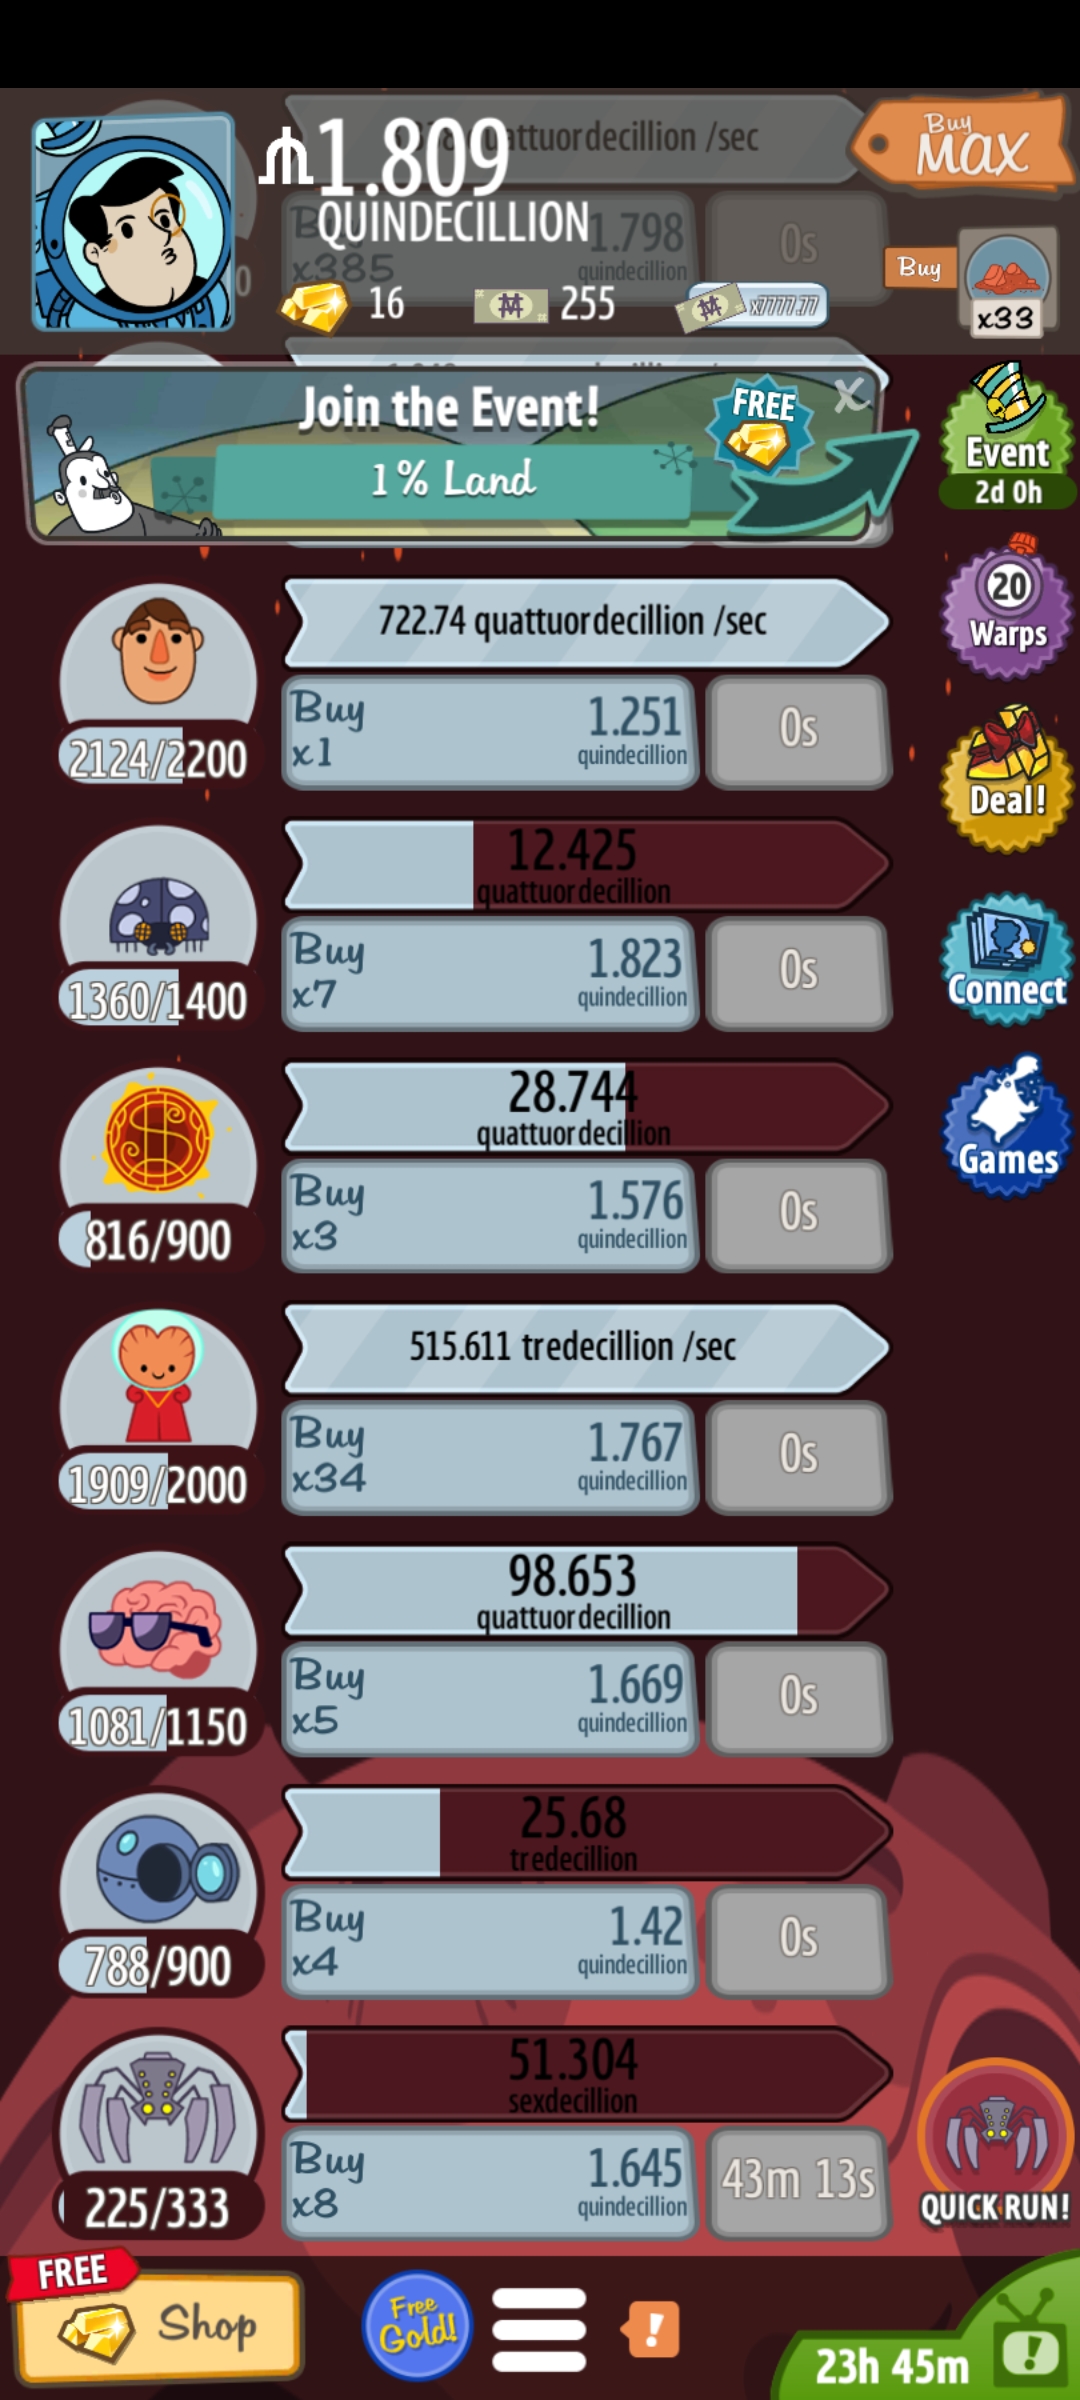 quattuordecillion /sec
Buy
MAX
1.809
QUINDECILLION
x385
1.798
quindecillion
0s
16
255
x7777.77
Buy
x33
Join the Event!
FREE
X
1% Land
Event
2d 0h
722.74 quattuordecillion /sec
2124/2200
Buy
x1
1.251
quindecillion
0s
20
Warps
Deal!
12.425
quattuordecillion
1360/1400
Buy
x7
1.823
quindecillion
0s
Connect
28.744
quattuordecillion
816/900
Buy
x3
1.576
quindecillion
0s
Games
515.611 tredecillion /sec
1909/2000
Buy
x34
1.767
quindecillion
0s
98.653
quattuordecillion
1081/1150
Buy
x5
1.669
quindecillion
0s
25.68
tredecillion
788/900
Buy
x4
1.42
quindecillion
0s
51.304
sexdecillion
225/333
Buy
x8
1.645
quindecillion
43m 13s
QUICK RUN!
FREE
Shop
Free
Gold!
!
23h 45m
!